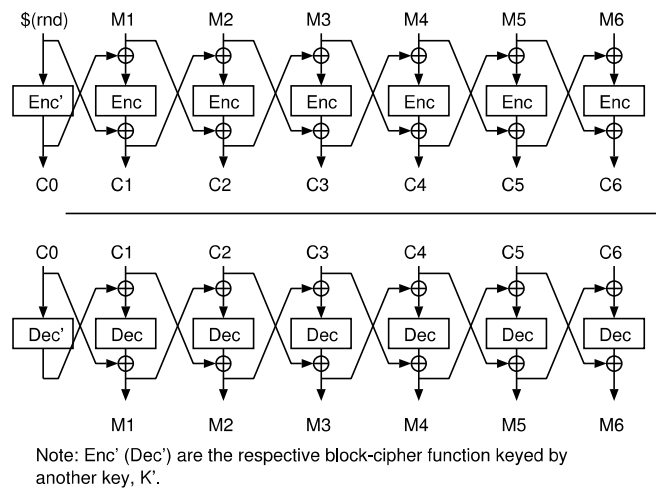 $(rnd) M1 M2 M3 M4 M5 M6
Enc' Enc Enc Enc Enc Enc Enc
C0 C1 C2 C3 C4 C5 C6
C0 C1 C2 C3 C4 C5 C6
Dec' Dec Dec Dec Dec Dec Dec
M1 M2 M3 M4 M5 M6
Note: Enc' (Dec') are the respective block-cipher function keyed by
another key, K'.